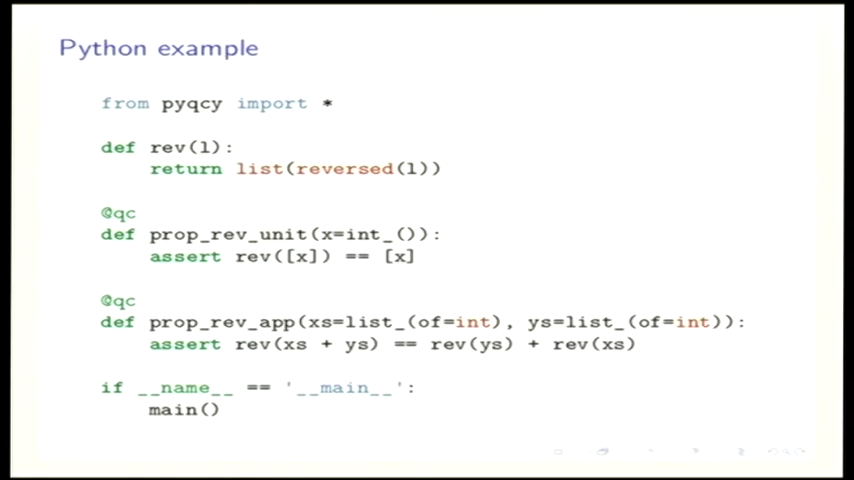 Python example
from pyqcy import *
def rev(l):
    return list(reversed(l))
@qc
def prop_rev_unit(x=int_()):
    assert rev([x]) == [x]
@qc
def prop_rev_app(xs=list_(of=int), ys=list_(of=int)):
    assert rev(xs + ys) == rev(ys) + rev(xs)
if __name__ == '__main__':
    main()